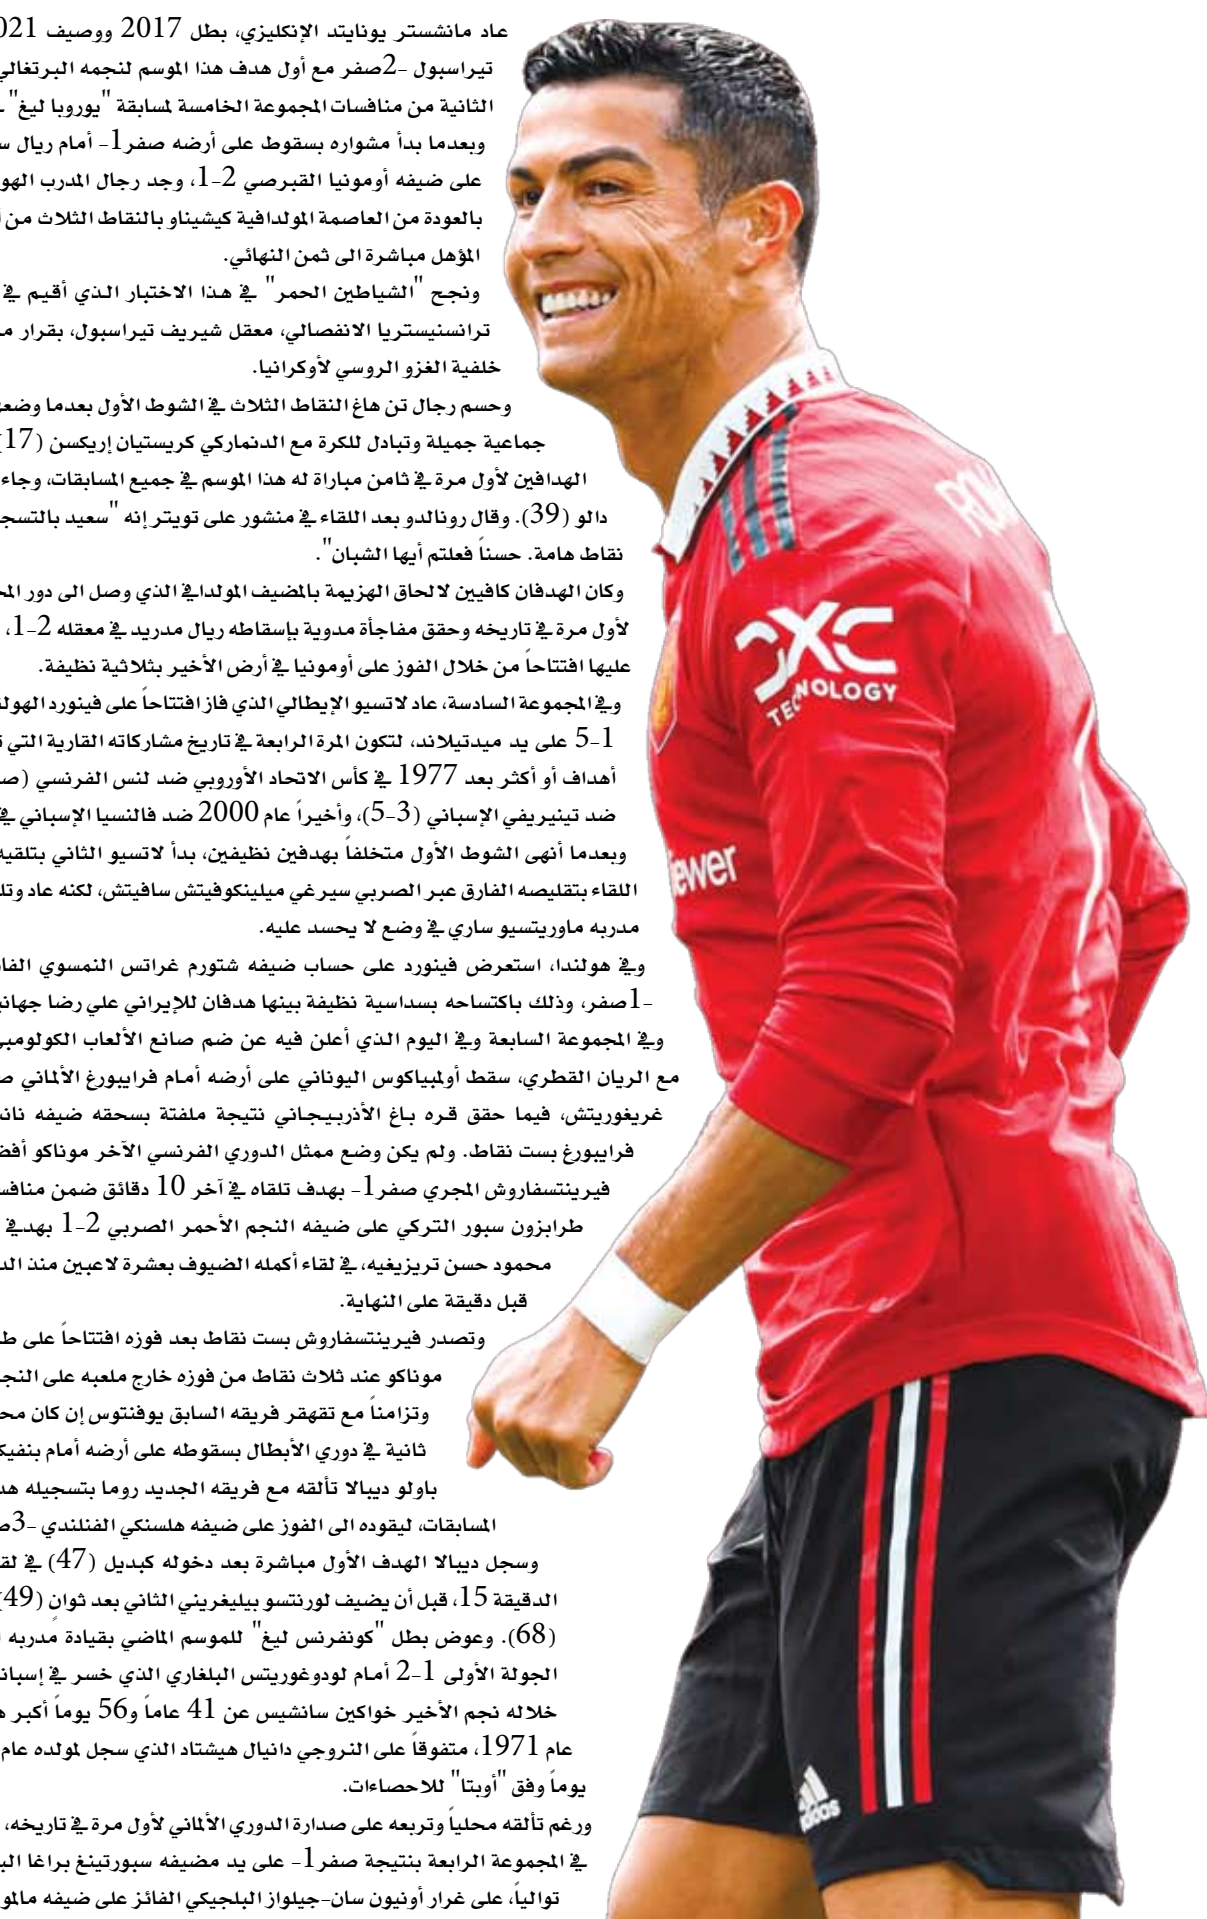 عاد مانشستر يونايتد الإنكليزي، بطل 2017 ووصيف 2021
تيراسبول -2صفر مع أول هدف هذا الموسم لنجمه البرتغالي
الثانية من منافسات المجموعة الخامسة لمسابقة "يوروبا ليغ"
وبعدما بدأ مشواره بسقوط على أرضه صفر1- أمام ريال
على ضيفه أومونيا القبرصي 2-1، وجد رجال المدرب
بالعودة من العاصمة المولدافية كيشيناو بالنقاط الثلاث من
المؤهل مباشرة الى ثمن النهائي.
ونجح "الشياطين الحمر" في هذا الاختبار الذي أقيم في
ترانسنيستريا الانفصالي، معقل شيريف تيراسبول، بقرار
خلفية الغزو الروسي لأوكرانيا.
وحسم رجال تن هاغ النقاط الثلاث في الشوط الأول بعدما
جماعية جميلة وتبادل للكرة مع الدنماركي كريستيان إريكسن (17)
الهدافين لأول مرة في ثامن مباراة له هذا الموسم في جميع المسابقات، وجاء
دالو (39). وقال رونالدو بعد اللقاء في منشور على تويتر إنه "سعيد
نقاط هامة. حسناً فعلتم أيها الشبان".
وكان الهدفان كافيين لالحاق الهزيمة بالمضيف المولدافي الذي وصل الى دور
لأول مرة في تاريخه وحقق مفاجأة مدوية بإسقاطه ريال مدريد في معقله 2-1،
عليها افتتاحاً من خلال الفوز على أومونيا في أرض الأخير بثلاثية نظيفة.
وفي المجموعة السادسة، عاد لاتسيو الإيطالي الذي فاز افتتاحاً على فينورد
5-1 على يد ميدتيلاند، لتكون المرة الرابعة في تاريخ مشاركاته القارية التي
أهداف أو أكثر بعد 1977 في كأس الاتحاد الأوروبي ضد لنس الفرنسي
ضد تينيريفي الإسباني (3-5)، وأخيراً عام 2000 ضد فالنسيا الإسباني في
وبعدما أنهى الشوط الأول متخلفاً بهدفين نظيفين، بدأ لاتسيو الثاني بتلقيه
اللقاء بتقليصه الفارق عبر الصربي سيرغي ميلينكوفيتش سافيتش، لكنه عاد
مدربه ماوريتسيو ساري في وضع لا يحسد عليه.
وفي هولندا، استعرض فينورد على حساب ضيفه شتورم غراتس النمسوي
-1صفر، وذلك باكتساحه بسداسية نظيفة بينها هدفان للإيراني علي رضا
وفي المجموعة السابعة وفي اليوم الذي أعلن فيه عن ضم صانع الألعاب
مع الريان القطري، سقط أولمبياكوس اليوناني على أرضه أمام فرايبورغ الألماني
غريغوريتش، فيما حقق قره باغ الأذربيجاني نتيجة ملفتة بسحقه ضيفه
فرايبورغ بست نقاط. ولم يكن وضع ممثل الدوري الفرنسي الآخر موناكو
فيرينتسفاروش المجري صفر1- بهدف تلقاه في آخر 10 دقائق ضمن
طرابزون سبور التركي على ضيفه النجم الأحمر الصربي 2-1 بهدفي
محمود حسن تريزيغيه، في لقاء أكمله الضيوف بعشرة لاعبين منذ
قبل دقيقة على النهاية.
وتصدر فيرينتسفاروش بست نقاط بعد فوزه افتتاحاً على
موناكو عند ثلاث نقاط من فوزه خارج ملعبه على
وتزامناً مع تقهقر فريقه السابق يوفنتوس إن كان
ثانية في دوري الأبطال بسقوطه على أرضه أمام
باولو ديبالا تألقه مع فريقه الجديد روما بتسجيله
المسابقات، ليقوده الى الفوز على ضيفه هلسنكي الفنلندي -3
وسجل ديبالا الهدف الأول مباشرة بعد دخوله كبديل (47) في
الدقيقة 15، قبل أن يضيف لورنتسو بيليغريني الثاني بعد ثوانٍ (49)
(68). وعوض بطل "كونفرنس ليغ" للموسم الماضي بقيادة مدربه
الجولة الأولى 1-2 أمام لودوغوريتس البلغاري الذي خسر في
خلاله نجم الأخير خواكين سانشيس عن 41 عاماً و56 يوماً أكبر
عام 1971، متفوقاً على النروجي دانيال هيشتاد الذي سجل لمولده عام
يوماً وفق "أوبتا" للاحصاءات.
ورغم تألقه محلياً وتربعه على صدارة الدوري الألماني لأول مرة في تاريخه،
في المجموعة الرابعة بنتيجة صفر1- على يد مضيفه سبورتينغ براغا
توالياً، على غرار أونيون سان-جيلواز البلجيكي الفائز على ضيفه
DXC
TECHNOLOGY
adidas